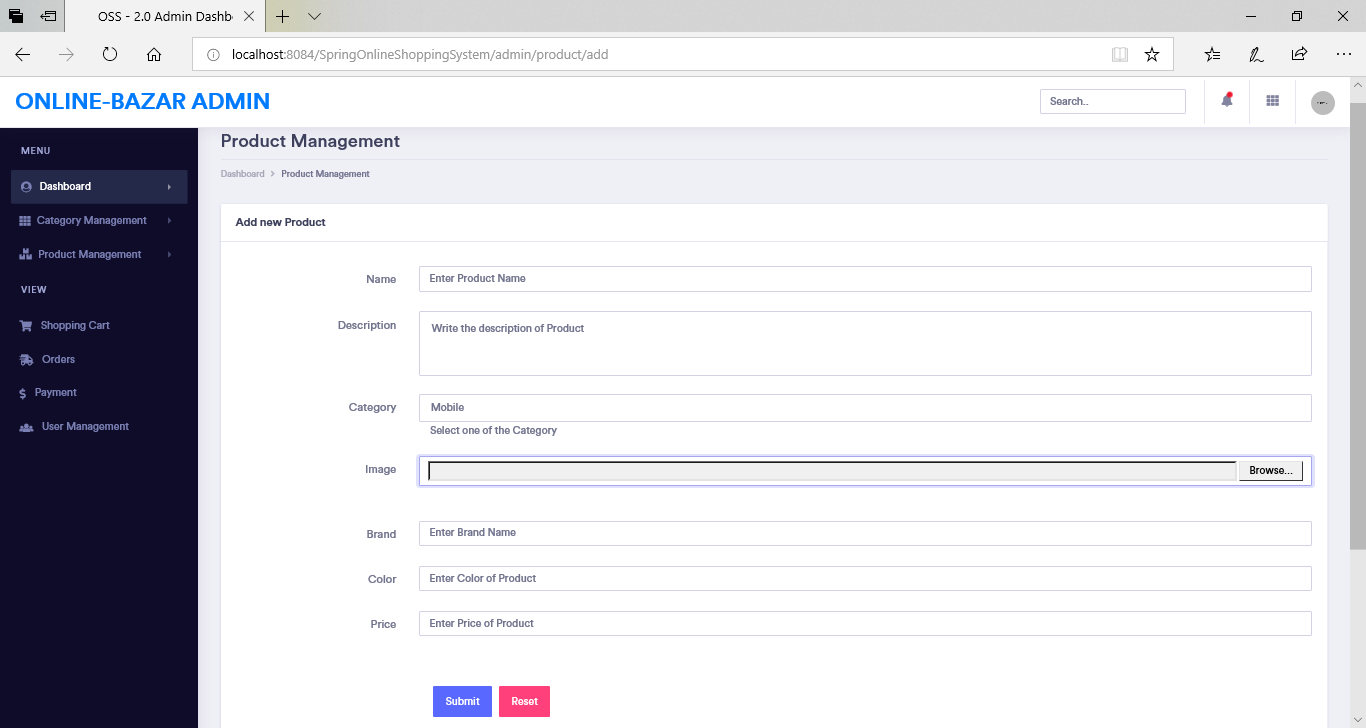 OSS - 2.0 Admin Dashb
localhost:8084/SpringOnlineShoppingSystem/admin/product/add
ONLINE-BAZAR ADMIN
Search..
MENU
Dashboard
Category Management
Product Management
VIEW
Shopping Cart
Orders
Payment
User Management
Product Management
Dashboard > Product Management
Add new Product
Name Enter Product Name
Description Write the description of Product
Category Mobile
Select one of the Category
Image Browse...
Brand Enter Brand Name
Color Enter Color of Product
Price Enter Price of Product
Submit Reset